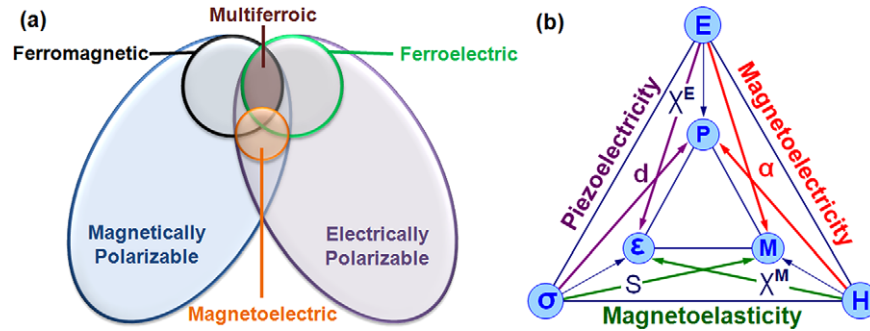 (a)
Multiferroic
Ferromagnetic
Ferroelectric
Magnetically
Polarizable
Electrically
Polarizable
Magnetoelectric
(b)
E
Piezoelectricity
Magnetoelectricity
χᴱ
P
d
α
ε
M
S
χᴹ
σ
H
Magnetoelasticity